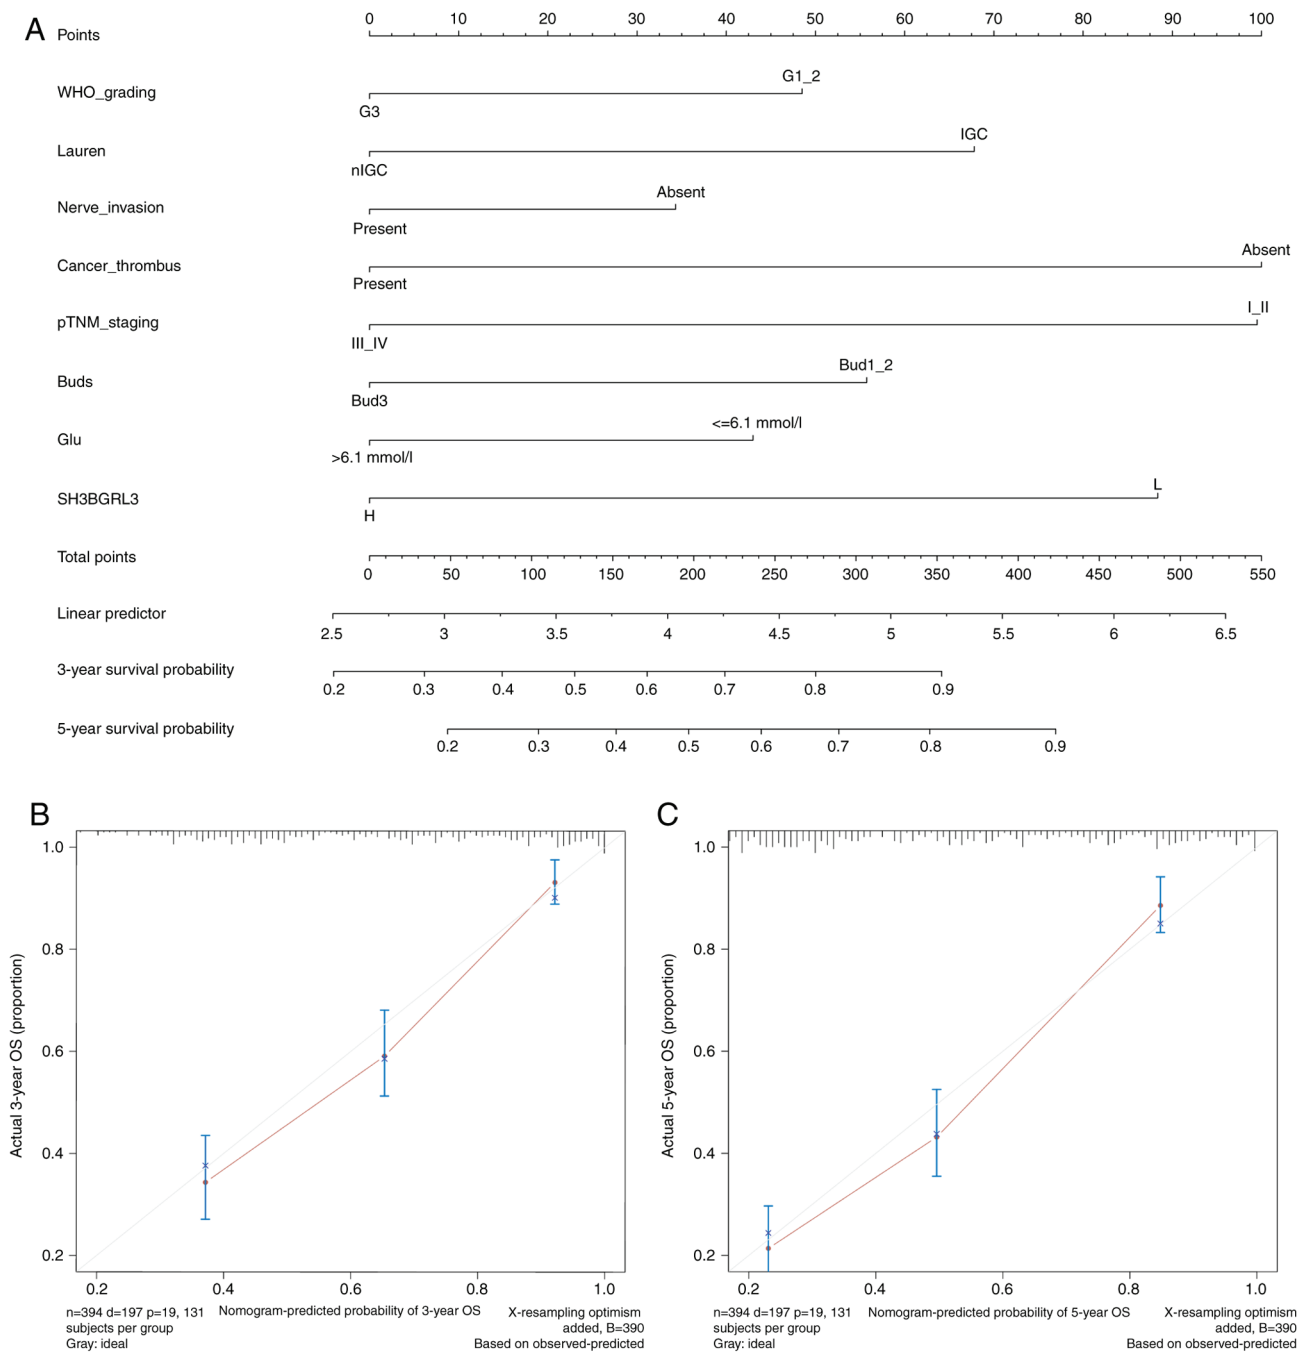 A
Points
0 10 20 30 40 50 60 70 80 90 100
WHO_grading
G1_2
G3
Lauren
IGC
nIGC
Nerve_invasion
Absent
Present
Cancer_thrombus
Absent
Present
pTNM_staging
I_II
III_IV
Buds
Bud1_2
Bud3
Glu
<=6.1 mmol/l
>6.1 mmol/l
SH3BGRL3
L
H
Total points
0 50 100 150 200 250 300 350 400 450 500 550
Linear predictor
2.5 3 3.5 4 4.5 5 5.5 6 6.5
3-year survival probability
0.2 0.3 0.4 0.5 0.6 0.7 0.8 0.9
5-year survival probability
0.2 0.3 0.4 0.5 0.6 0.7 0.8 0.9
B
Actual 3-year OS (proportion)
1.0
0.8
0.6
0.4
0.2
0.2 0.4 0.6 0.8 1.0
n=394 d=197 p=19, 131
subjects per group
Gray: ideal
Nomogram-predicted probability of 3-year OS
X-resampling optimism
added, B=390
Based on observed-predicted
C
Actual 5-year OS (proportion)
1.0
0.8
0.6
0.4
0.2
0.2 0.4 0.6 0.8 1.0
n=394 d=197 p=19, 131
subjects per group
Gray: ideal
Nomogram-predicted probability of 5-year OS
X-resampling optimism
added, B=390
Based on observed-predicted